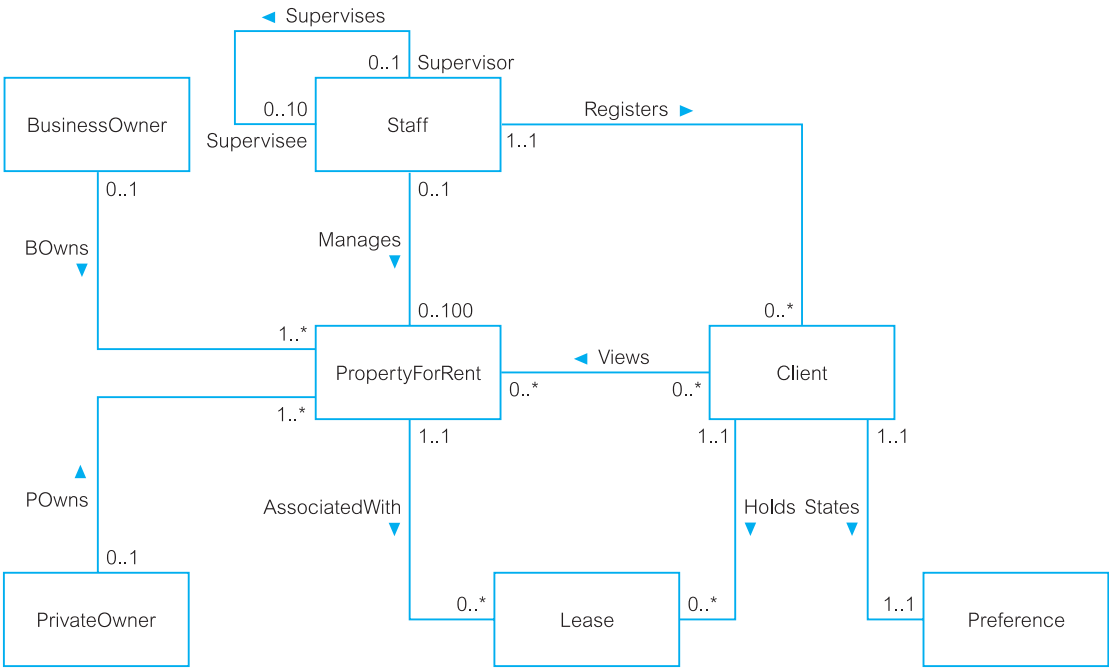 Supervises
0..1 Supervisor
0..10
Supervisee
BusinessOwner
Staff
Registers
1..1
0..1
0..1
BOwns
Manages
0..100
0..*
1..*
PropertyForRent
Views
0..*
0..*
Client
1..*
1..1
1..1
1..1
POwns
AssociatedWith
Holds
States
0..1
PrivateOwner
0..*
Lease
0..*
1..1
Preference